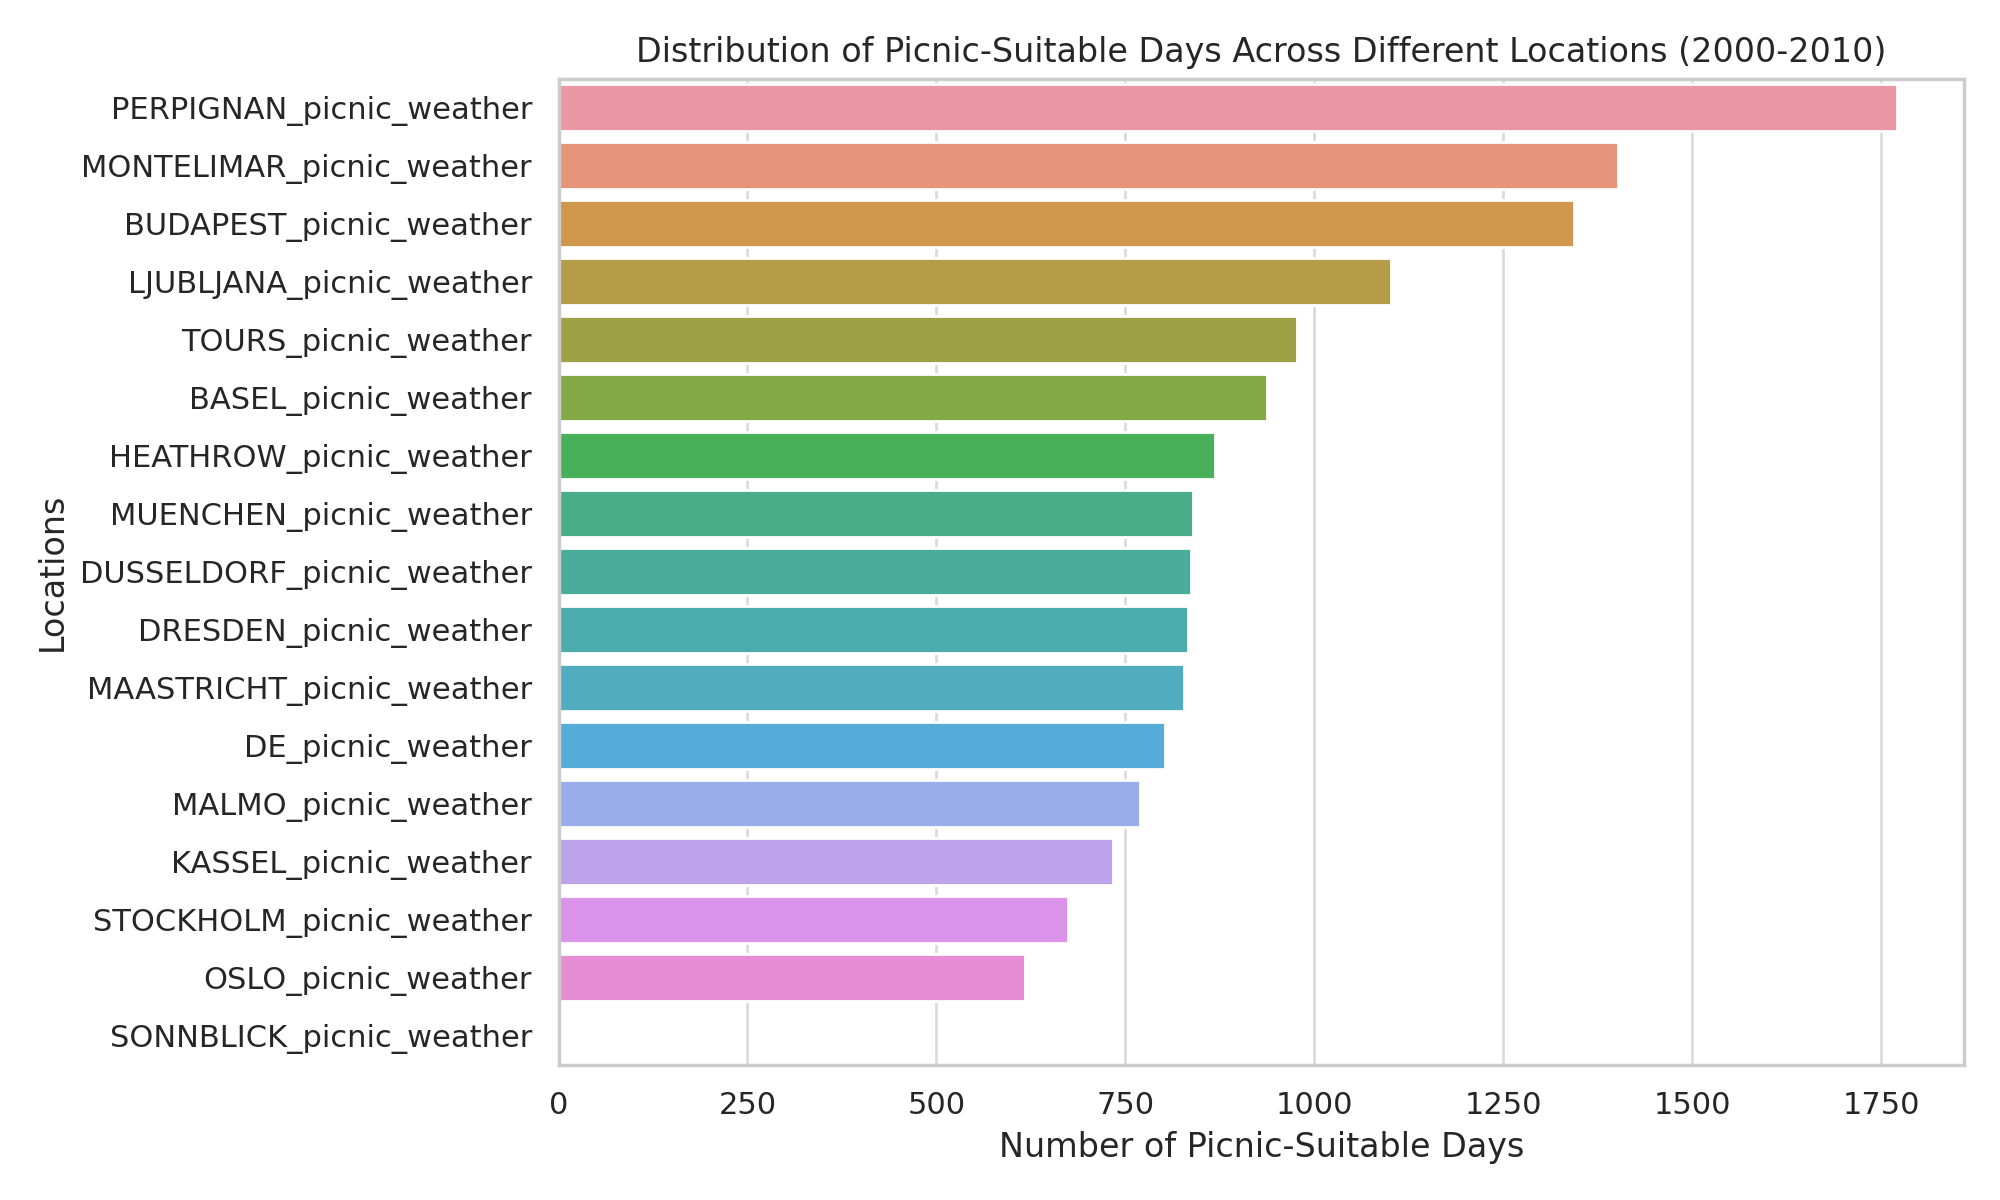 Distribution of Picnic-Suitable Days Across Different Locations (2000-2010)
Locations
PERPIGNAN_picnic_weather
MONTELIMAR_picnic_weather
BUDAPEST_picnic_weather
LJUBLJANA_picnic_weather
TOURS_picnic_weather
BASEL_picnic_weather
HEATHROW_picnic_weather
MUENCHEN_picnic_weather
DUSSELDORF_picnic_weather
DRESDEN_picnic_weather
MAASTRICHT_picnic_weather
DE_picnic_weather
MALMO_picnic_weather
KASSEL_picnic_weather
STOCKHOLM_picnic_weather
OSLO_picnic_weather
SONNBLICK_picnic_weather
0 250 500 750 1000 1250 1500 1750
Number of Picnic-Suitable Days